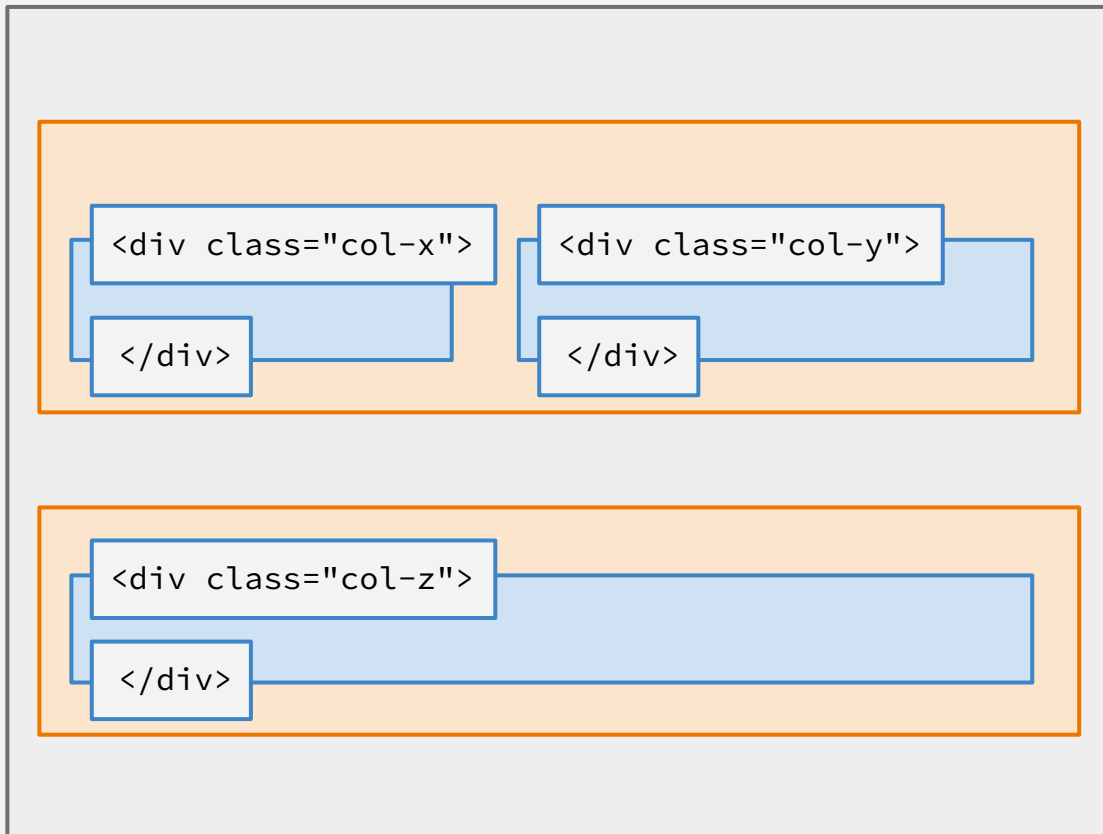 <div class="col-x">
</div>
<div class="col-y">
</div>
<div class="col-z">
</div>